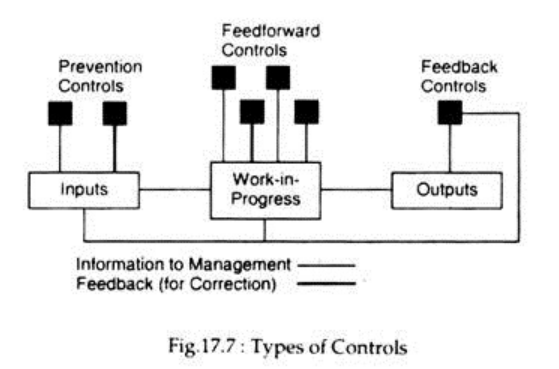 Feedforward
Controls
Prevention
Controls
Feedback
Controls
Inputs
Work-in-
Progress
Outputs
Information to Management
Feedback (for Correction)
Fig.17.7 : Types of Controls